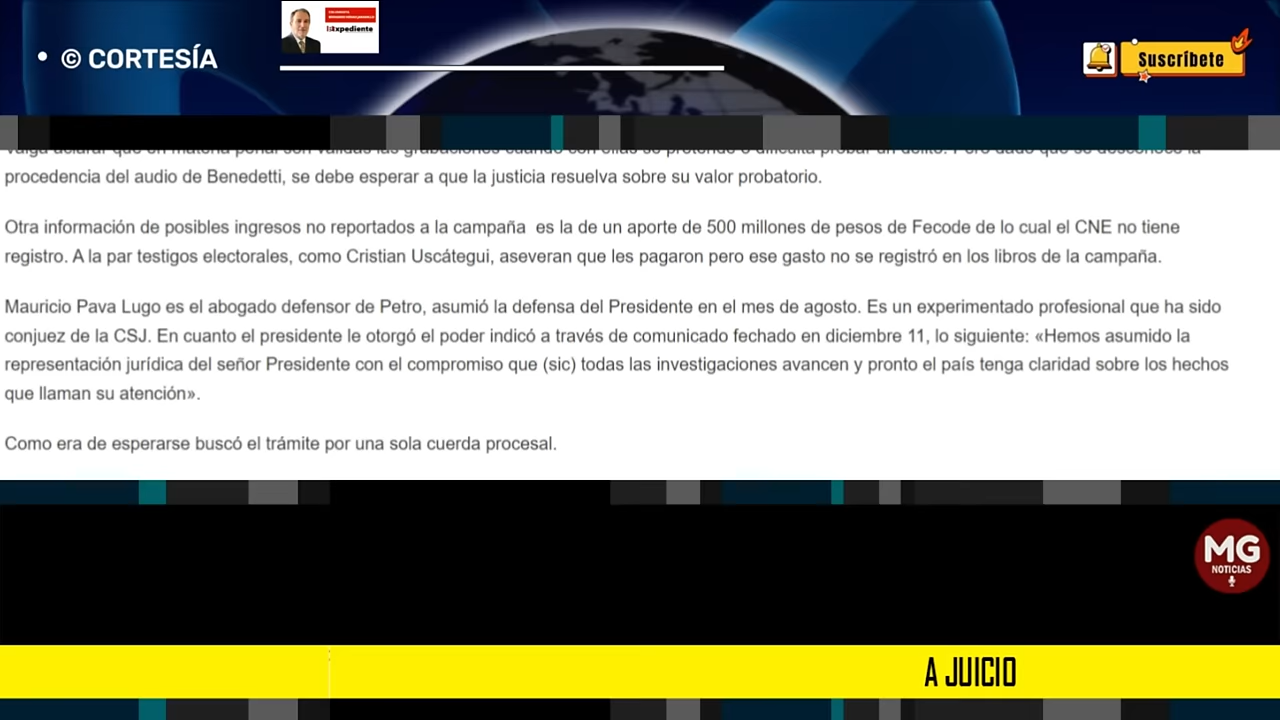 • © CORTESÍA
Expediente
Suscríbete
procedencia del audio de Benedetti, se debe esperar a que la justicia resuelva sobre su valor probatorio.
Otra información de posibles ingresos no reportados a la campaña es la de un aporte de 500 millones de pesos de Fecode de lo cual el CNE no tiene
registro. A la par testigos electorales, como Cristian Uscátegui, aseveran que les pagaron pero ese gasto no se registró en los libros de la campaña.
Mauricio Pava Lugo es el abogado defensor de Petro, asumió la defensa del Presidente en el mes de agosto. Es un experimentado profesional que ha sido
conjuez de la CSJ. En cuanto el presidente le otorgó el poder indicó a través de comunicado fechado en diciembre 11, lo siguiente: «Hemos asumido la
representación jurídica del señor Presidente con el compromiso que (sic) todas las investigaciones avancen y pronto el país tenga claridad sobre los hechos
que llaman su atención».
Como era de esperarse buscó el trámite por una sola cuerda procesal.
MG
NOTICIAS
A JUICIO